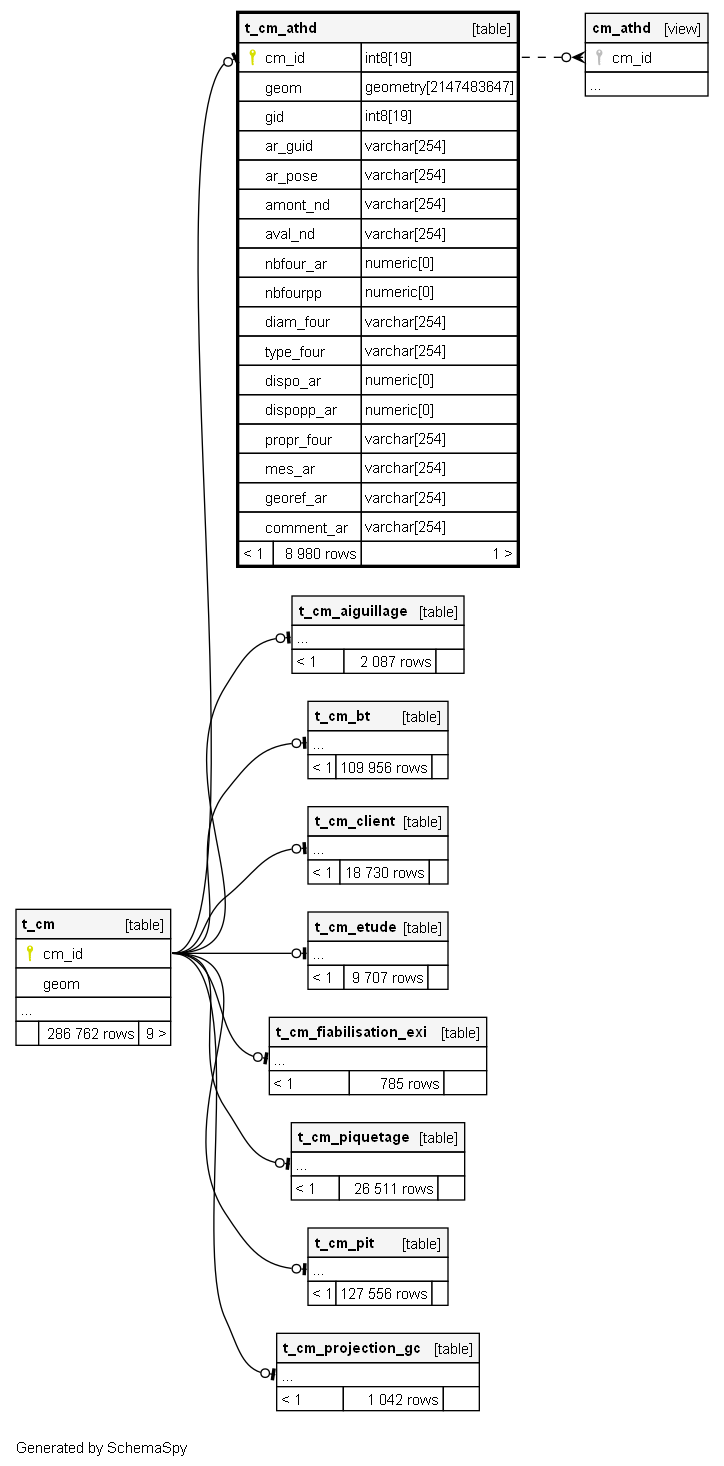 t_cm_athd [table]
cm_id int8[19]
geom geometry[2147483647]
gid int8[19]
ar_guid varchar[254]
ar_pose varchar[254]
amont_nd varchar[254]
aval_nd varchar[254]
nbfour_ar numeric[0]
nbfourpp numeric[0]
diam_four varchar[254]
type_four varchar[254]
dispo_ar numeric[0]
dispopp_ar numeric[0]
propr_four varchar[254]
mes_ar varchar[254]
georef_ar varchar[254]
comment_ar varchar[254]
< 1 8 980 rows 1 >
cm_athd [view]
cm_id
...
t_cm_aiguillage [table]
...
< 1 2 087 rows
t_cm_bt [table]
...
< 1 109 956 rows
t_cm_client [table]
...
< 1 18 730 rows
t_cm [table]
cm_id
geom
...
286 762 rows 9 >
t_cm_etude [table]
...
< 1 9 707 rows
t_cm_fiabilisation_exi [table]
...
< 1 785 rows
t_cm_piquetage [table]
...
< 1 26 511 rows
t_cm_pit [table]
...
< 1 127 556 rows
t_cm_projection_gc [table]
...
< 1 1 042 rows
Generated by SchemaSpy